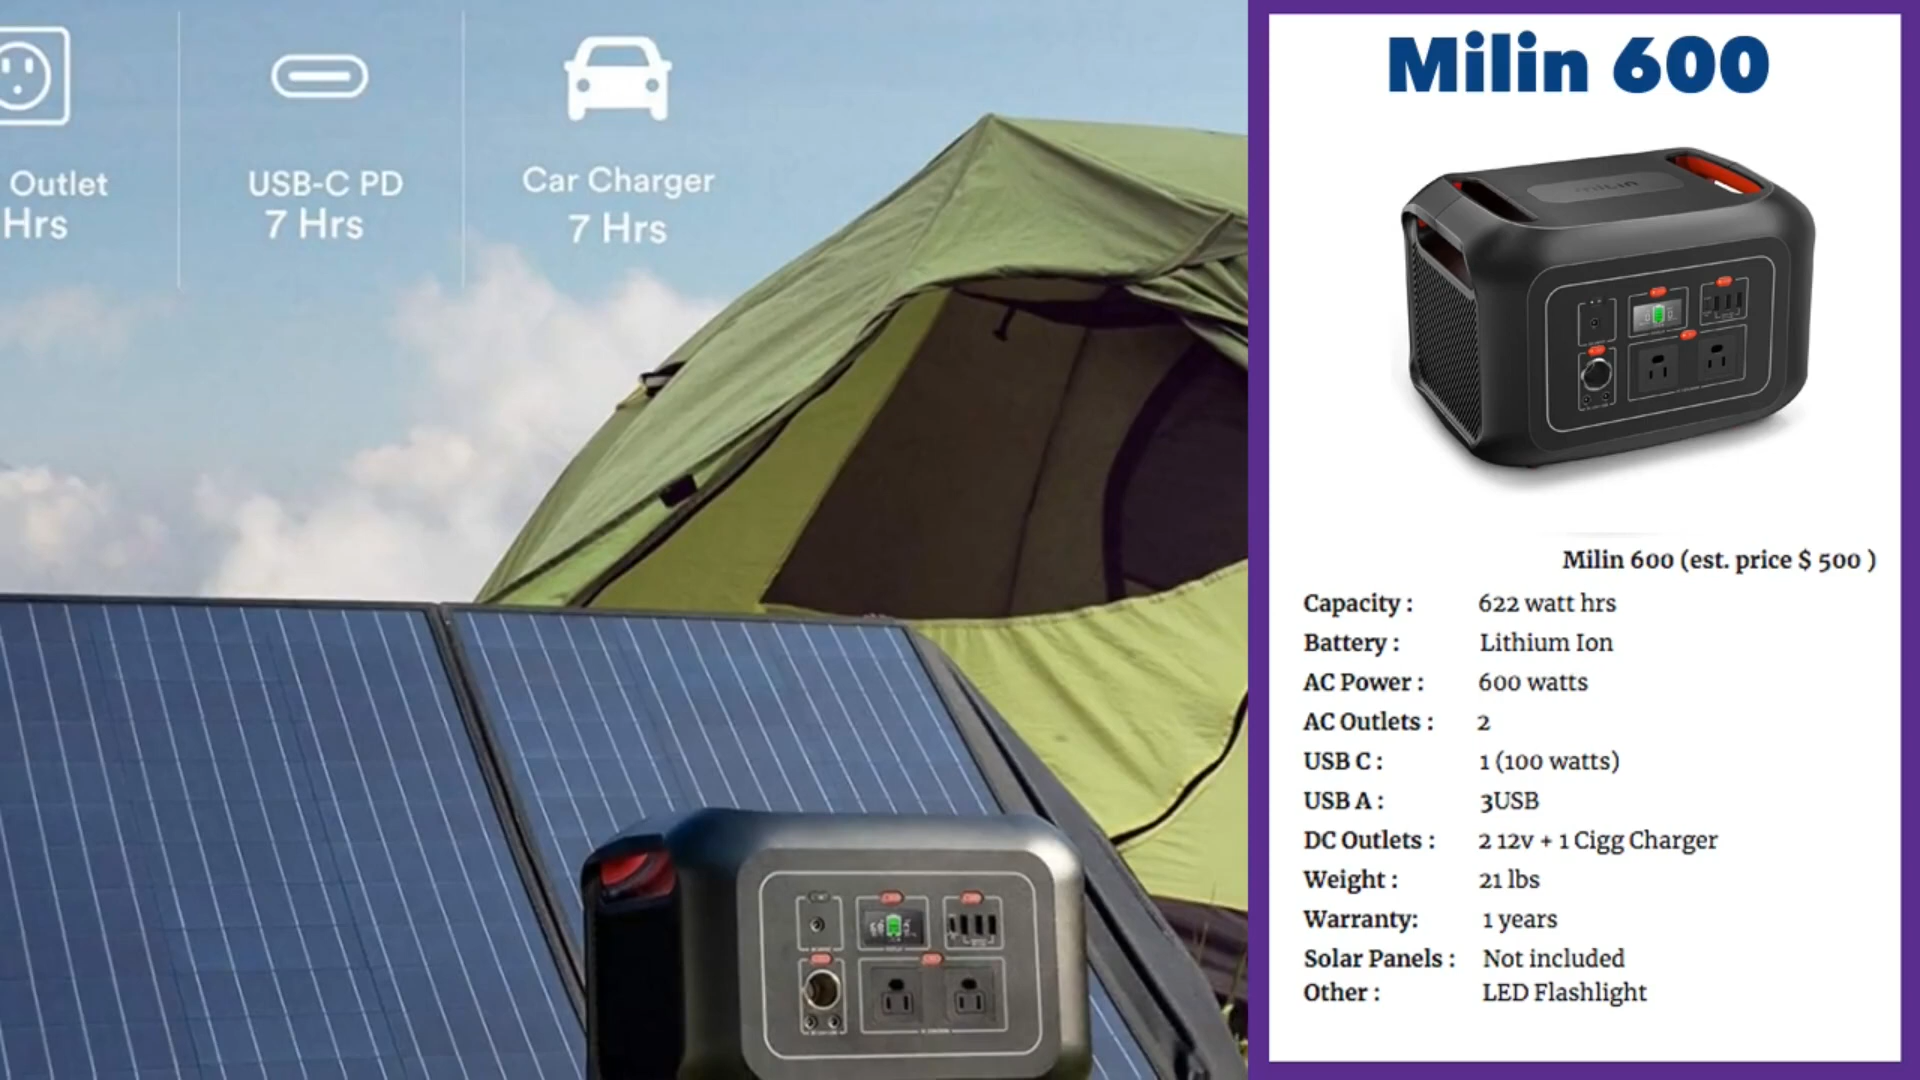 Outlet
Hrs
USB-C PD
7 Hrs
Car Charger
7 Hrs
Milin 600
MILIN
Milin 600 (est. price $ 500 )
Capacity : 622 watt hrs
Battery : Lithium Ion
AC Power : 600 watts
AC Outlets : 2
USB C : 1 (100 watts)
USB A : 3USB
DC Outlets : 2 12v + 1 Cigg Charger
Weight : 21 lbs
Warranty: 1 years
Solar Panels : Not included
Other : LED Flashlight